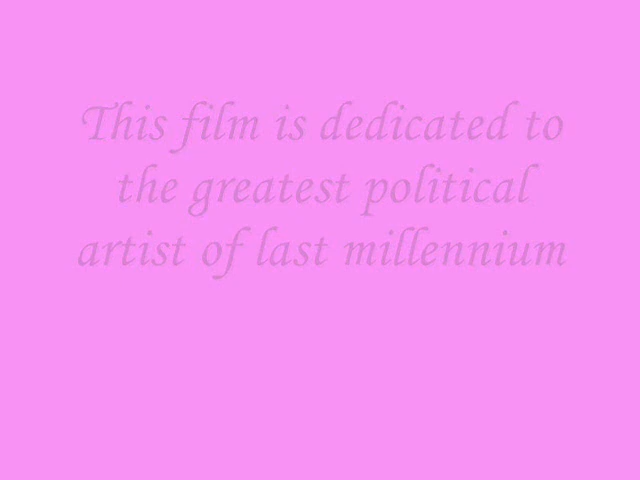 This film is dedicated to
the greatest political
artist of last millennium